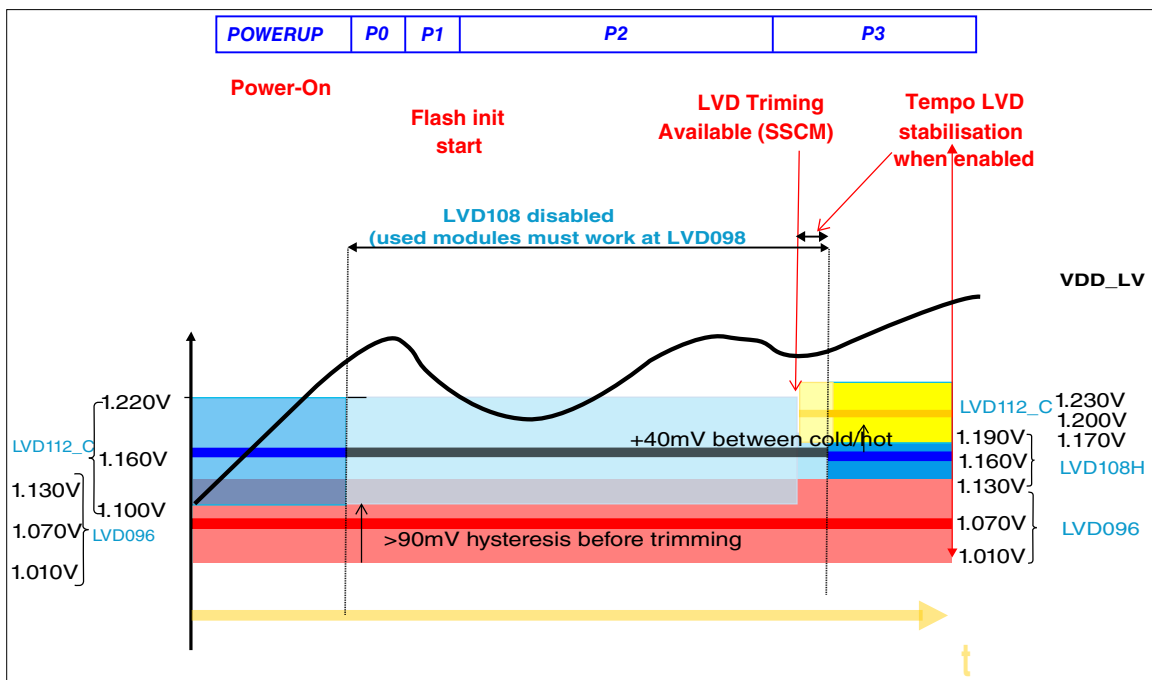 POWERUP P0 P1 P2 P3
Power-On
Flash init
start
LVD Triming
Available (SSCM)
Tempo LVD
stabilisation
when enabled
LVD108 disabled
(used modules must work at LVD098
VDD_LV
1.220V
LVD112_C
1.160V
1.130V
1.100V
1.070V
LVD096
1.010V
+40mV between cold/hot
>90mV hysteresis before trimming
LVD112_C
1.230V
1.200V
1.170V
1.190V
1.160V
LVD108H
1.130V
1.070V
LVD096
1.010V
t